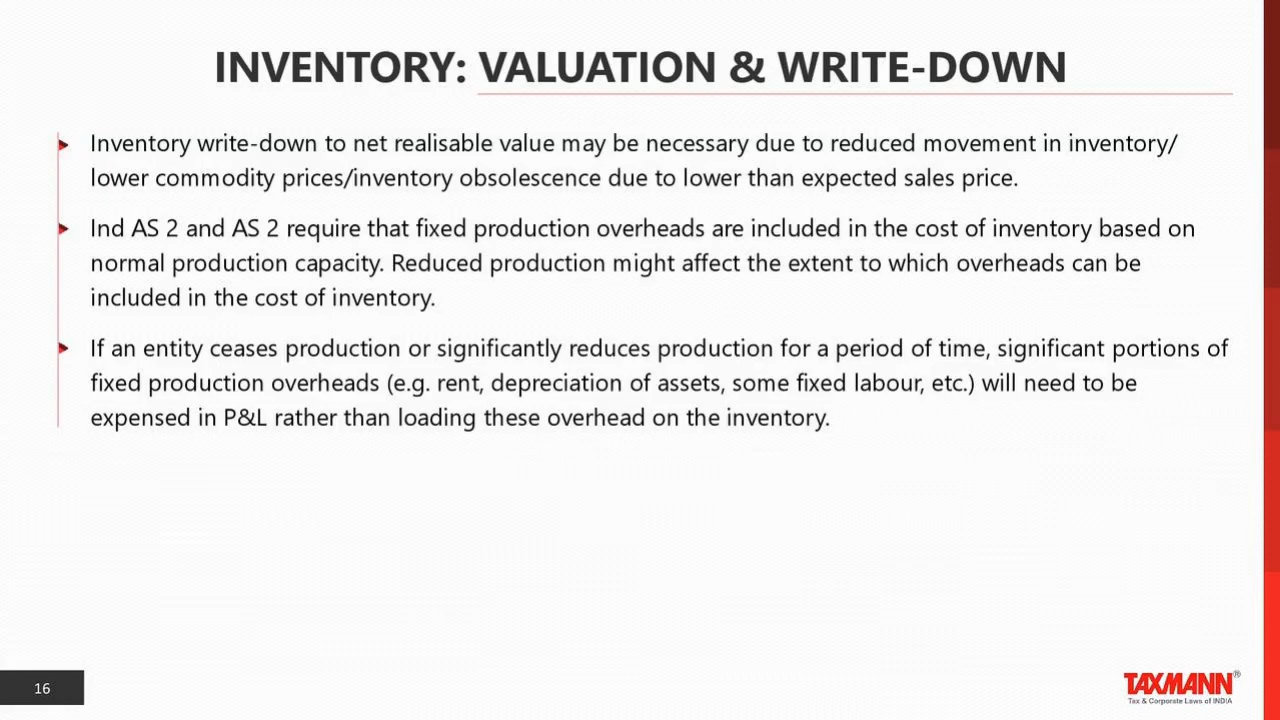 INVENTORY: VALUATION & WRITE-DOWN
Inventory write-down to net realisable value may be necessary due to reduced movement in inventory/
lower commodity prices/inventory obsolescence due to lower than expected sales price.
Ind AS 2 and AS 2 require that fixed production overheads are included in the cost of inventory based on
normal production capacity. Reduced production might affect the extent to which overheads can be
included in the cost of inventory.
If an entity ceases production or significantly reduces production for a period of time, significant portions of
fixed production overheads (e.g. rent, depreciation of assets, some fixed labour, etc.) will need to be
expensed in P&L rather than loading these overhead on the inventory.
16
TAXMANN®
Tax & Corporate Laws of INDIA